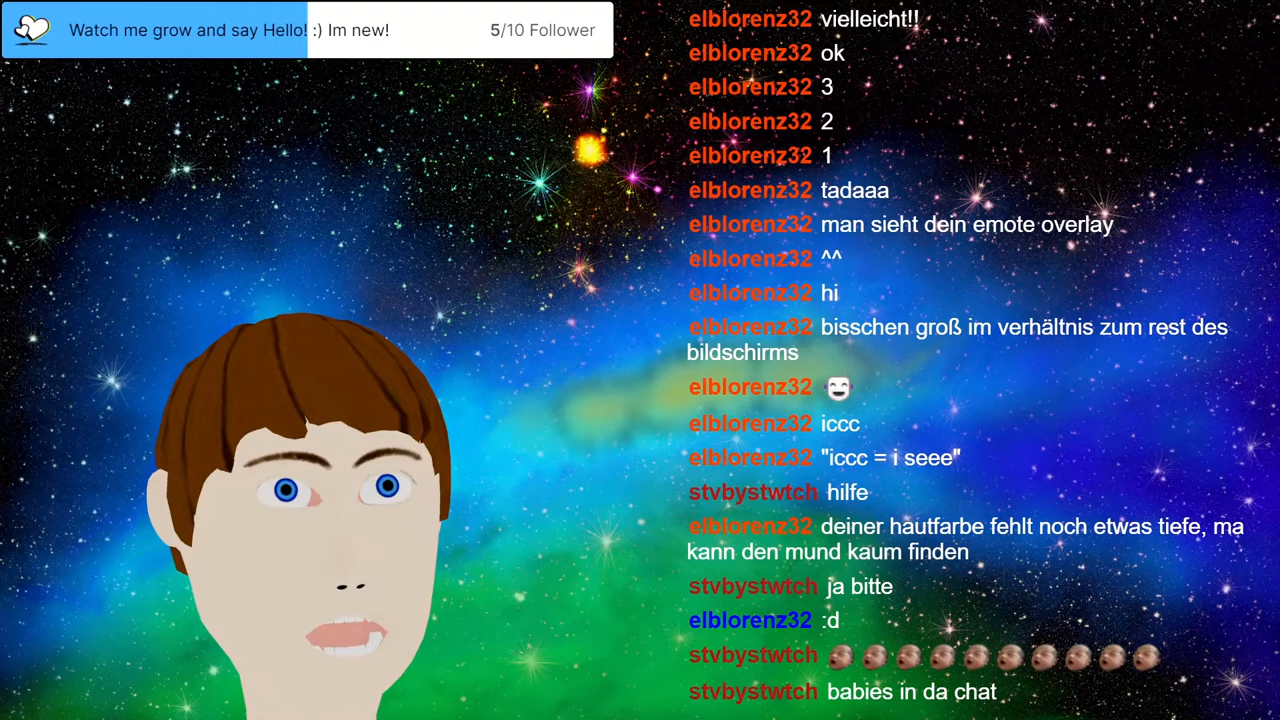 Watch me grow and say Hello! :) Im new! 5/10 Follower
elblorenz32 vielleicht!!
elblorenz32 ok
elblorenz32 3
elblorenz32 2
elblorenz32 1
elblorenz32 tadaaa
elblorenz32 man sieht dein emote overlay
elblorenz32 ^^
elblorenz32 hi
elblorenz32 bisschen groß im verhältnis zum rest des
bildschirms
elblorenz32
elblorenz32 iccc
elblorenz32 "iccc = i seee"
stvbystwtch hilfe
elblorenz32 deiner hautfarbe fehlt noch etwas tiefe, ma
kann den mund kaum finden
stvbystwtch ja bitte
elblorenz32 :d
stvbystwtch
stvbystwtch babies in da chat